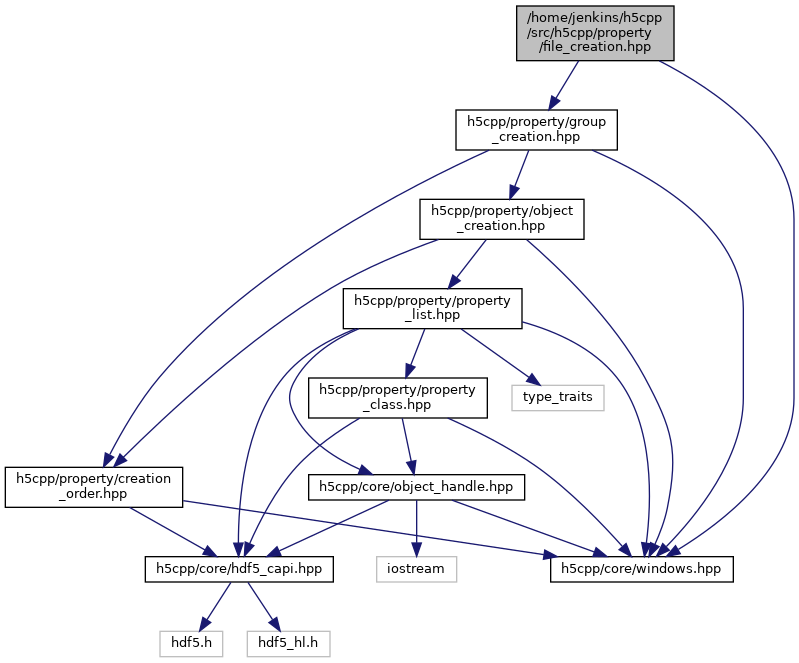 /home/jenkins/h5cpp
/src/h5cpp/property
/file_creation.hpp
h5cpp/property/group
_creation.hpp
h5cpp/property/object
_creation.hpp
h5cpp/property/property
_list.hpp
h5cpp/property/property
_class.hpp
type_traits
h5cpp/property/creation
_order.hpp
h5cpp/core/object_handle.hpp
h5cpp/core/hdf5_capi.hpp
iostream
h5cpp/core/windows.hpp
hdf5.h
hdf5_hl.h